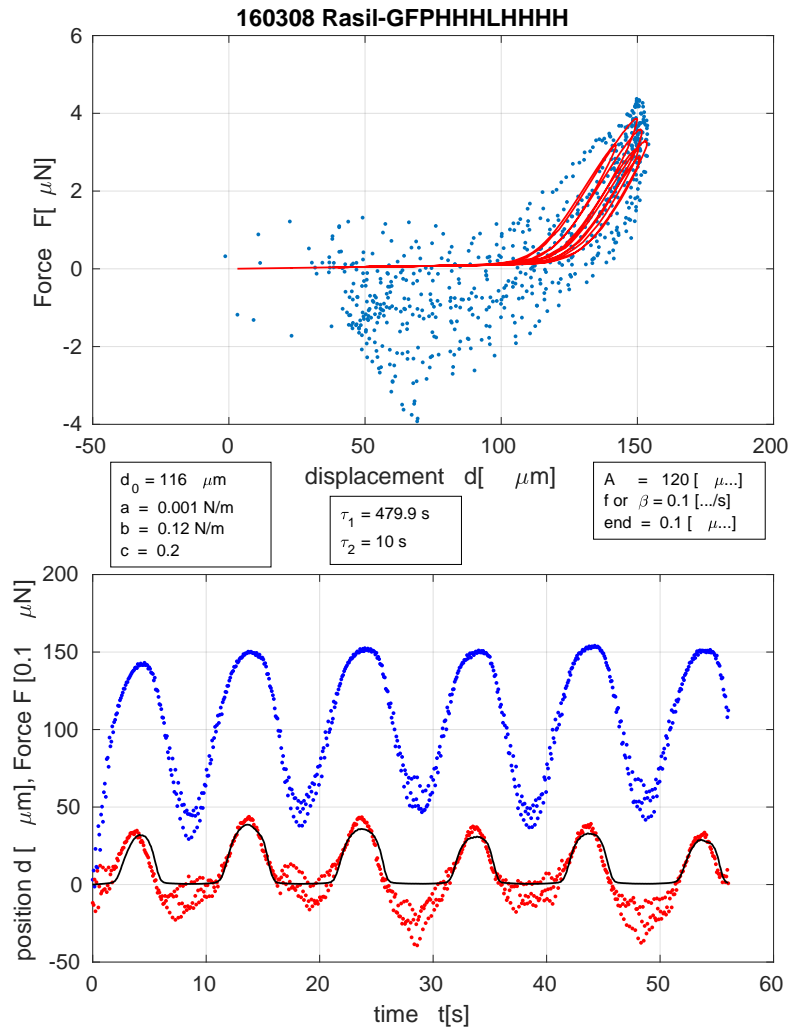 160308 Rasil-GFPHHHLHHHH
6
4
2
0
-2
-4
Force F[ μN]
-50 0 50 100 150 200
displacement d[ μm]
d0 = 116 μm
a = 0.001 N/m
b = 0.12 N/m
c = 0.2
τ1 = 479.9 s
τ2 = 10 s
A = 120 [ μ...]
f or β = 0.1 [.../s]
end = 0.1 [ μ...]
200
150
100
50
0
-50
position d [ μm], Force F [0.1 μN]
0 10 20 30 40 50 60
time t[s]